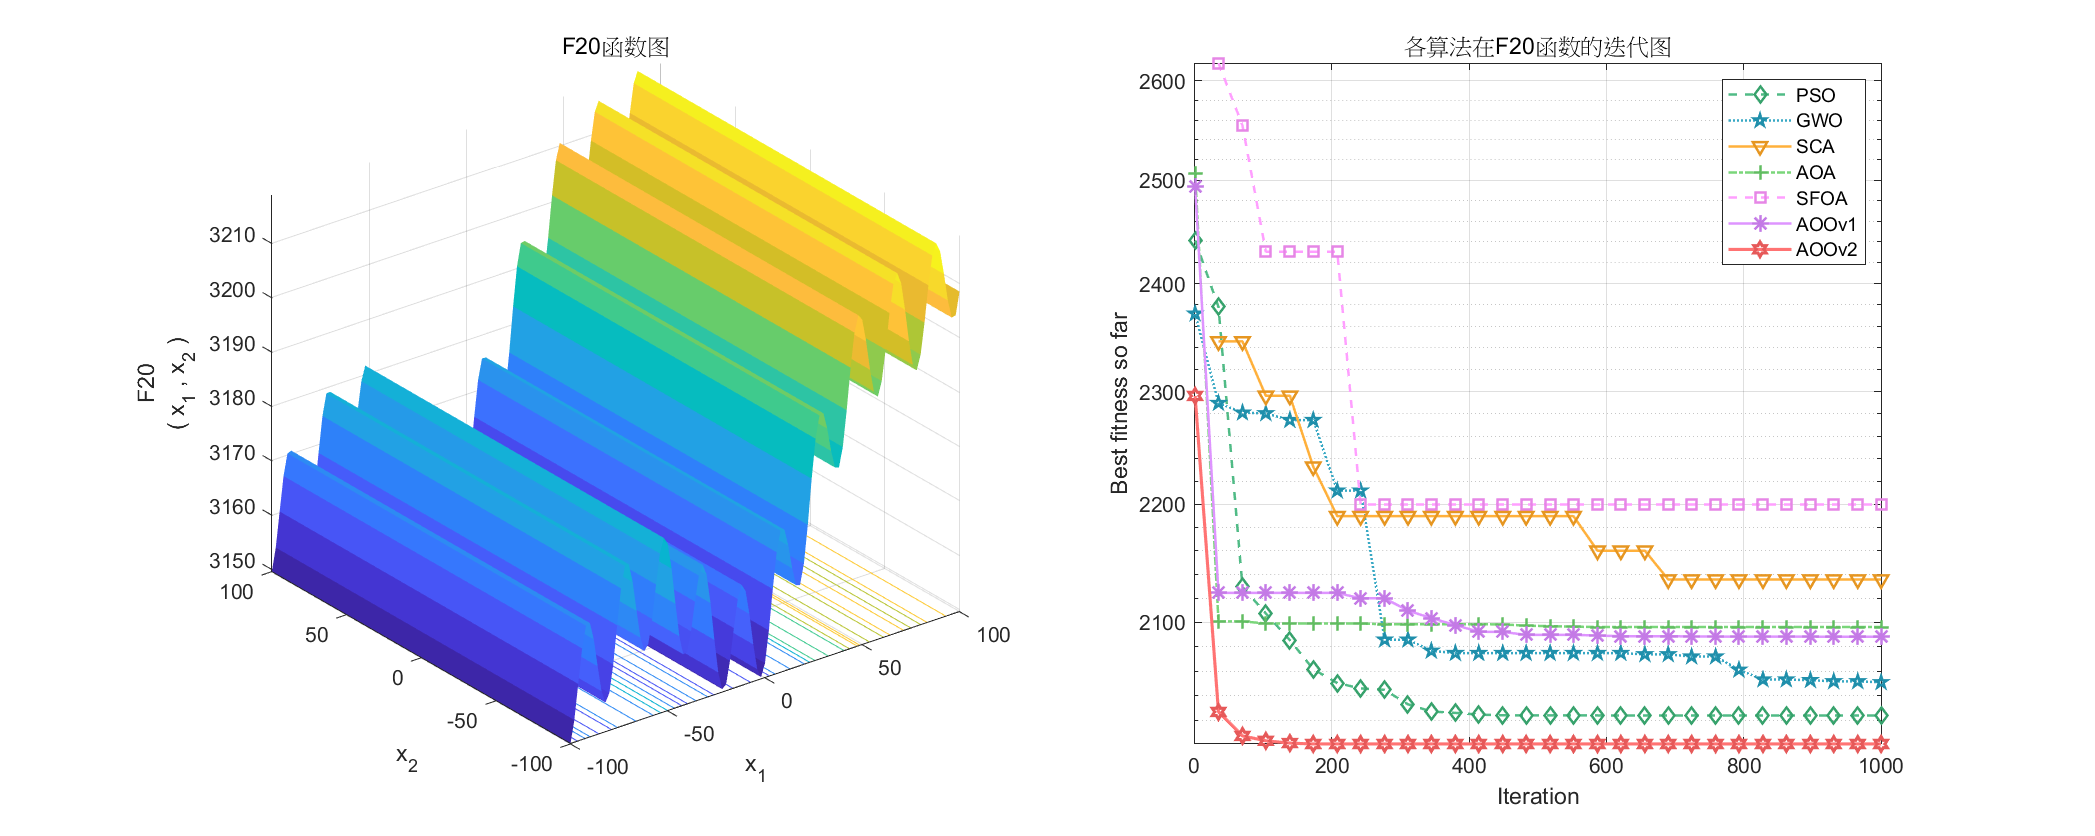 F20函数图
3210
3200
3190
3180
3170
3160
3150
F20
( x1 , x2 )
100
50
0
-50
-100
x2
-100
-50
0
50
100
x1
各算法在F20函数的迭代图
2600
2500
2400
2300
2200
2100
Best fitness so far
0
200
400
600
800
1000
Iteration
PSO
GWO
SCA
AOA
SFOA
AOOv1
AOOv2